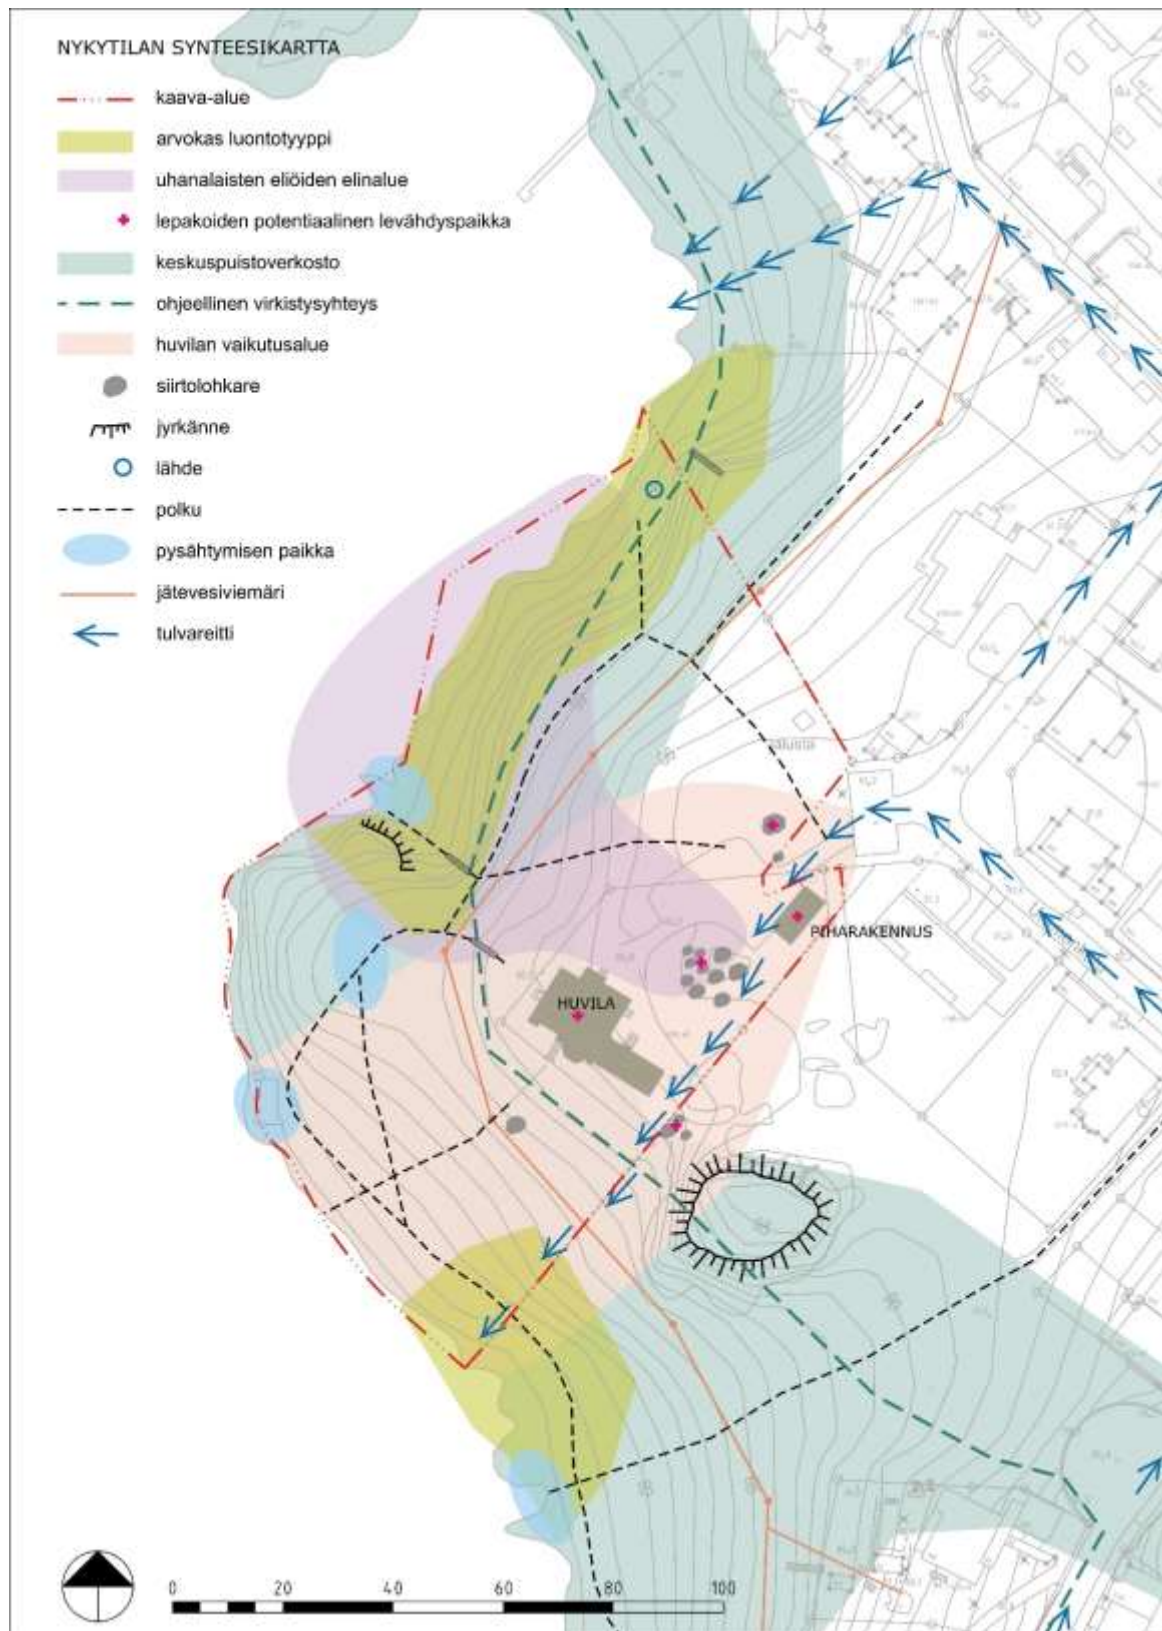 NYKYTILAN SYNTEESIKARTTA
kaava-alue
arvokas luontotyyppi
uhanalaisten eliöiden elinalue
lepakoiden potentiaalinen levähdyspaikka
keskuspuistoverkosto
ohjeellinen virkistysyhteys
huvilan vaikutusalue
siirtolohkare
jyrkänne
lähde
polku
pysähtymisen paikka
jätevesiviemäri
tulvareitti
PIHARAKENNUS
HUVILA
0 20 40 60 80 100